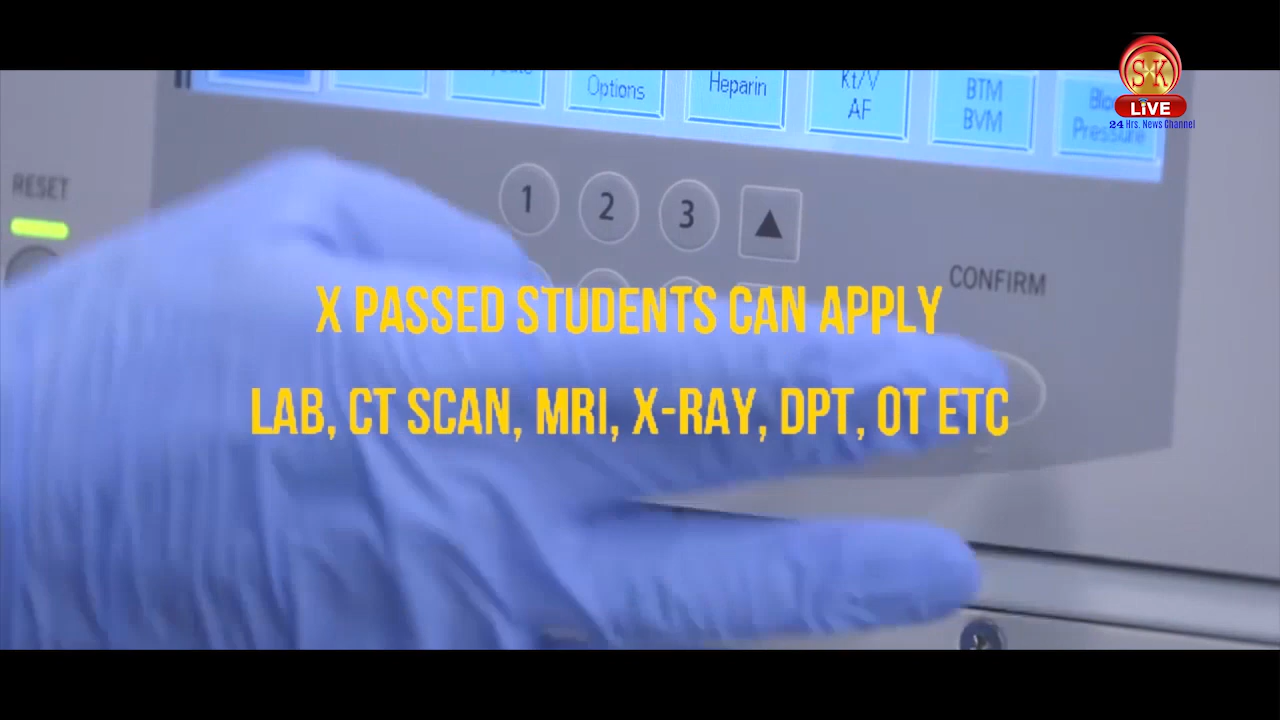 Options
Heparin
Kt/V
AF
BTM
BVM
Pressure
S K
LIVE
24 Hrs. News Channel
RESET
1 2 3
CONFIRM
X PASSED STUDENTS CAN APPLY
LAB, CT SCAN, MRI, X-RAY, DPT, OT ETC